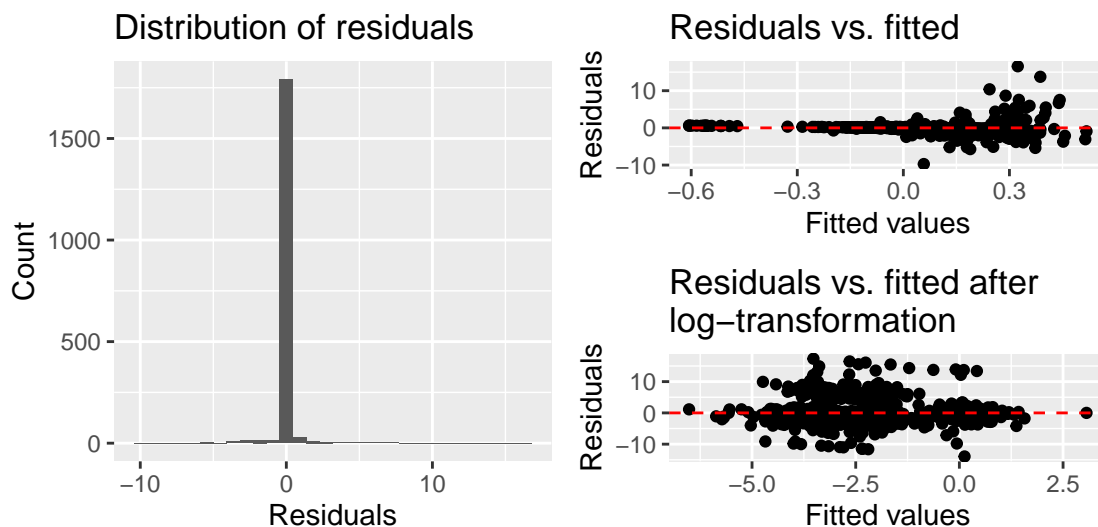 Distribution of residuals
1500
1000
500
0
−10
0
10
Count
Residuals
Residuals vs. fitted
10
0
−10
−0.6
−0.3
0.0
0.3
Residuals
Fitted values
Residuals vs. fitted after
log−transformation
10
0
−10
−5.0
−2.5
0.0
2.5
Residuals
Fitted values